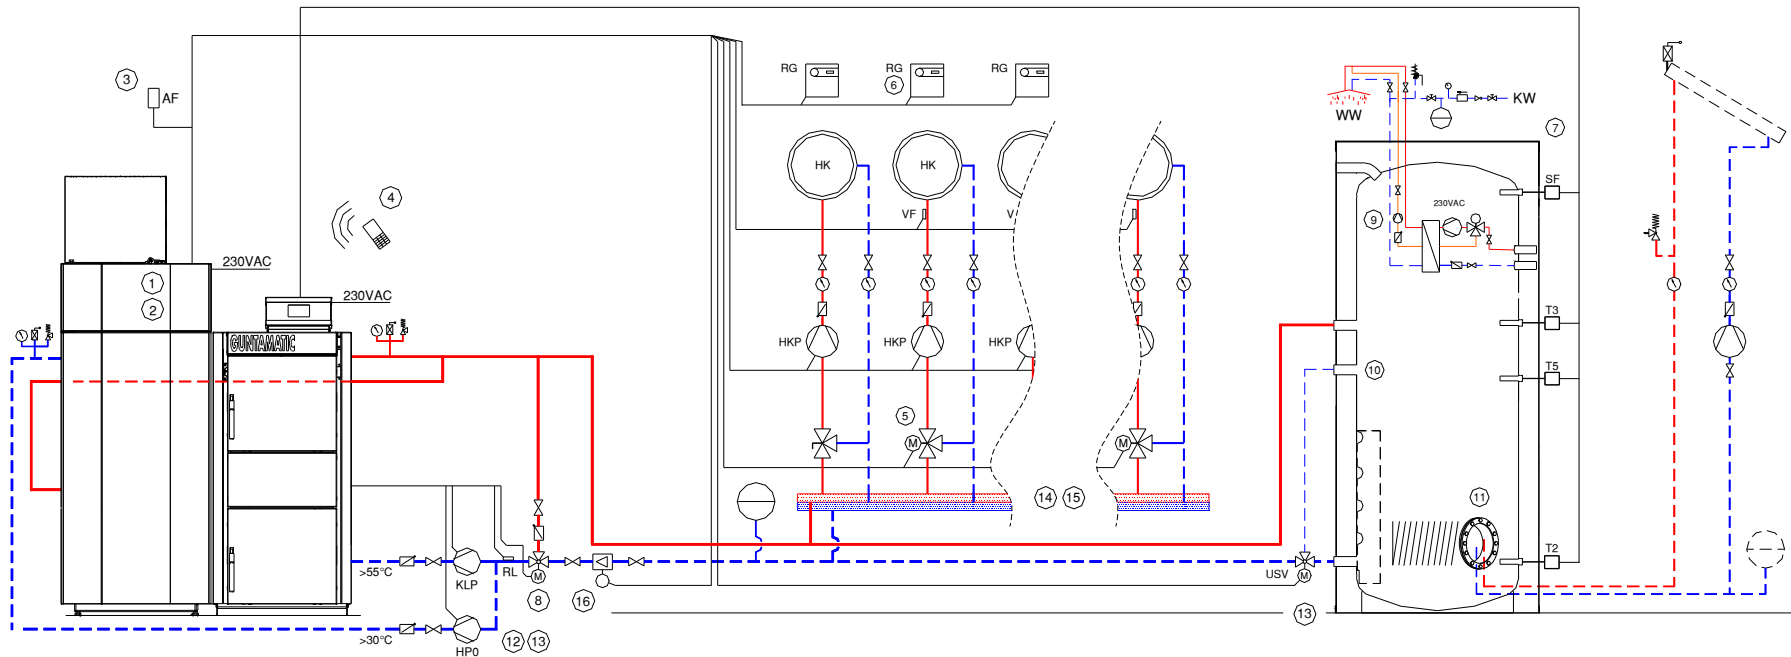 3
AF
4
1
2
230VAC
230VAC
GUNTAMATIC
RG
RG
RG
6
HK
HK
VF
V
HKP
HKP
HKP
5
M
M
14
15
>55°C
KLP
RL
M
8
16
>30°C
HP0
12
13
USV
M
13
WW
KW
7
SF
9
230VAC
T3
T5
10
11
T2